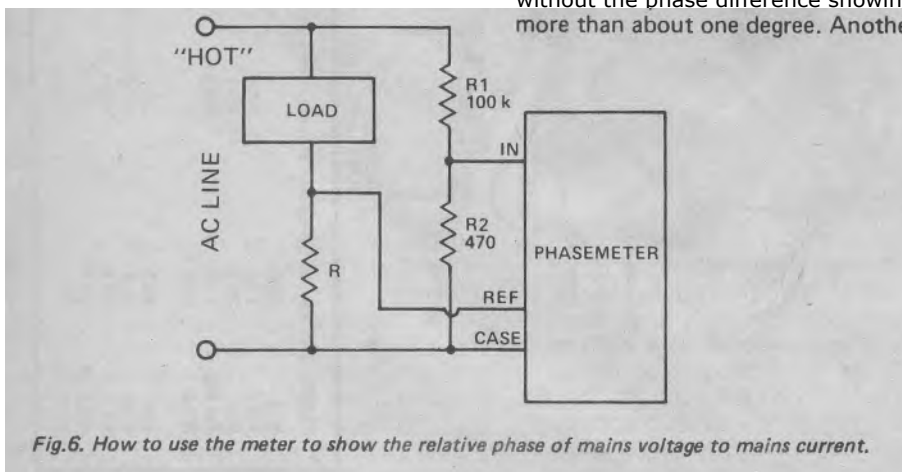 without the phase difference showin
more than about one degree. Anothe
"HOT"
R1
100 k
LOAD
IN
AC LINE
R2
470
PHASEMETER
R
REF
CASE
Fig.6. How to use the meter to show the relative phase of mains voltage to mains current.